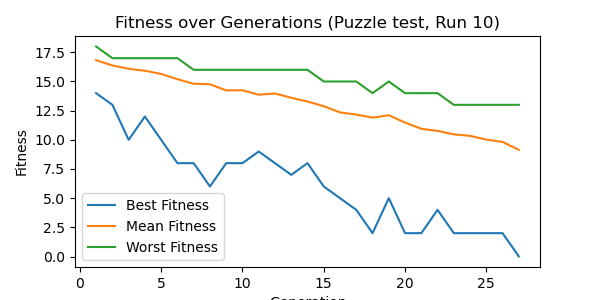 Fitness over Generations (Puzzle test, Run 10)
Fitness
17.5
15.0
12.5
10.0
7.5
5.0
2.5
0.0
Best Fitness
Mean Fitness
Worst Fitness
0 5 10 15 20 25
Generation